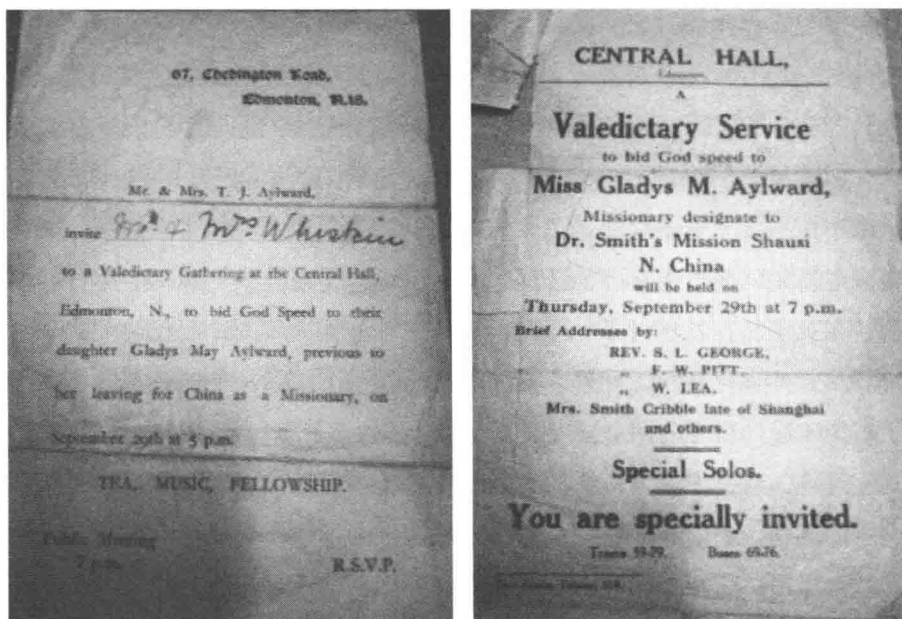 67, Chebington Road,
Edmonton, N.18.
Mr. & Mrs. T. J. Aylward,
invite Mr. & Mrs. Whiskin
to a Valedictary Gathering at the Central Hall,
Edmonton, N., to bid God Speed to their
daughter Gladys May Aylward, previous to
her leaving for China as a Missionary, on
September 29th at 5 p.m.
TEA, MUSIC, FELLOWSHIP.
Public Meeting
7 p.m.
R.S.V.P.
CENTRAL HALL,
Edmonton,
A
Valedictary Service
to bid God speed to
Miss Gladys M. Aylward,
Missionary designate to
Dr. Smith's Mission Shausi
N. China
will be held on
Thursday, September 29th at 7 p.m.
Brief Addresses by:
REV. S. L. GEORGE,
„ F. W. PITT,
„ W. LEA.
Mrs. Smith Cribble late of Shanghai
and others.
Special Solos.
You are specially invited.
Trams 59-79. Buses 69-76.